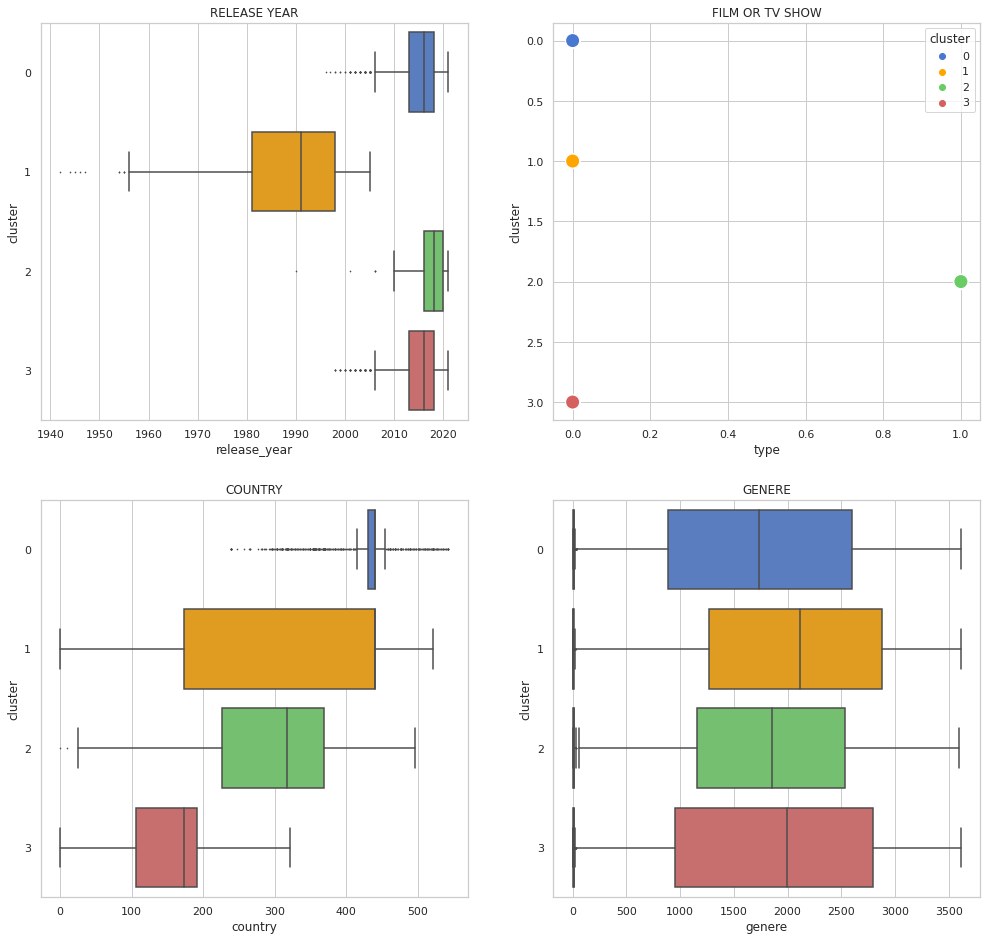 RELEASE YEAR
0
1
2
3
cluster
1940 1950 1960 1970 1980 1990 2000 2010 2020
release_year
FILM OR TV SHOW
cluster
0
1
2
3
0.0
0.5
1.0
1.5
2.0
2.5
3.0
cluster
0.0 0.2 0.4 0.6 0.8 1.0
type
COUNTRY
0
1
2
3
cluster
0 100 200 300 400 500
country
GENERE
0
1
2
3
cluster
0 500 1000 1500 2000 2500 3000 3500
genere